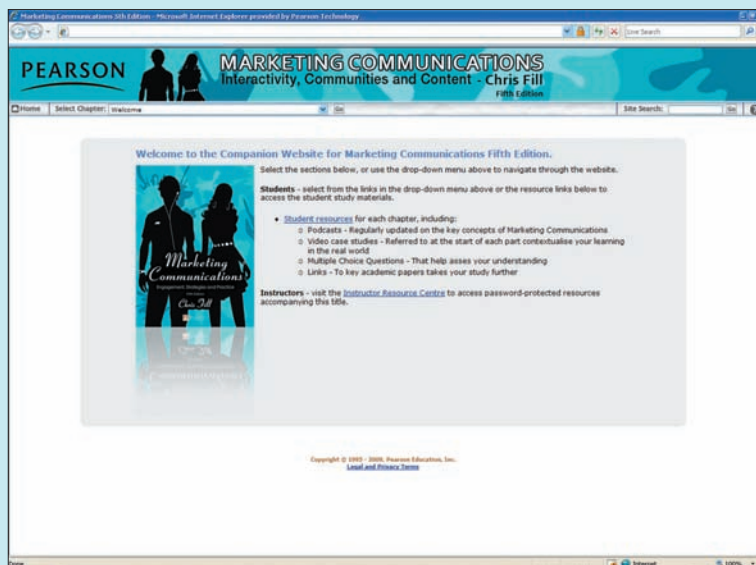 Marketing Communications 5th Edition - Microsoft Internet Explorer provided by Pearson Technology
Live Search
PEARSON
MARKETING COMMUNICATIONS
Interactivity, Communities and Content - Chris Fill
Fifth Edition
Home Select Chapter: Welcome Go Site Search: Go
Welcome to the Companion Website for Marketing Communications Fifth Edition.
Select the sections below, or use the drop-down menu above to navigate through the website.
Students - select from the links in the drop-down menu above or the resource links below to
access the student study materials.
• Student resources for each chapter, including:
o Podcasts - Regularly updated on the key concepts of Marketing Communications
o Video case studies - Referred to at the start of each part contextualise your learning
in the real world
o Multiple Choice Questions - That help asses your understanding
o Links - To key academic papers takes your study further
Instructors - visit the Instructor Resource Centre to access password-protected resources
accompanying this title.
Marketing
Communications
Engagement, Strategies and Practice
Chris Fill
Copyright © 1995 - 2009, Pearson Education, Inc.
Legal and Privacy Terms
Done Internet 100%